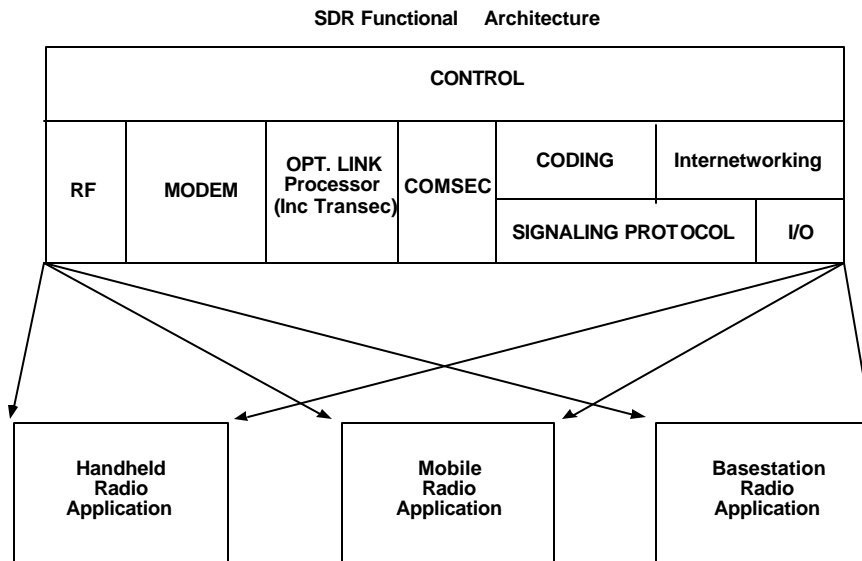 SDR Functional Architecture
CONTROL
RF
MODEM
OPT. LINK
Processor
(Inc Transec)
COMSEC
CODING
Internetworking
SIGNALING PROTOCOL
I/O
Handheld
Radio
Application
Mobile
Radio
Application
Basestation
Radio
Application